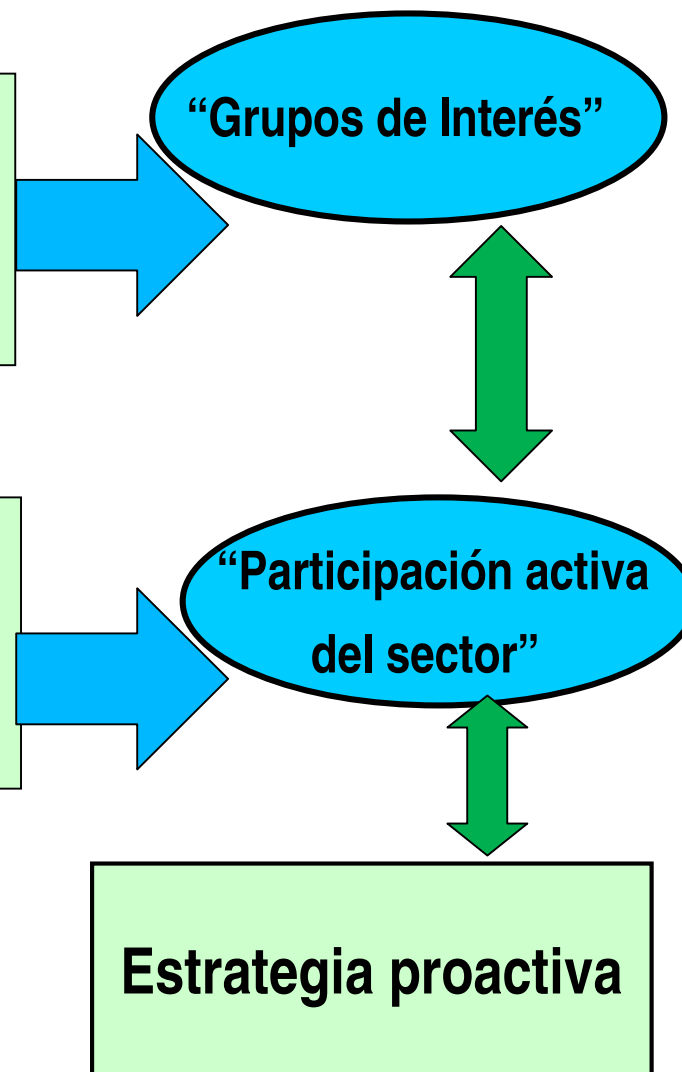 “Grupos de Interés”
“Participación activa
del sector”
Estrategia proactiva